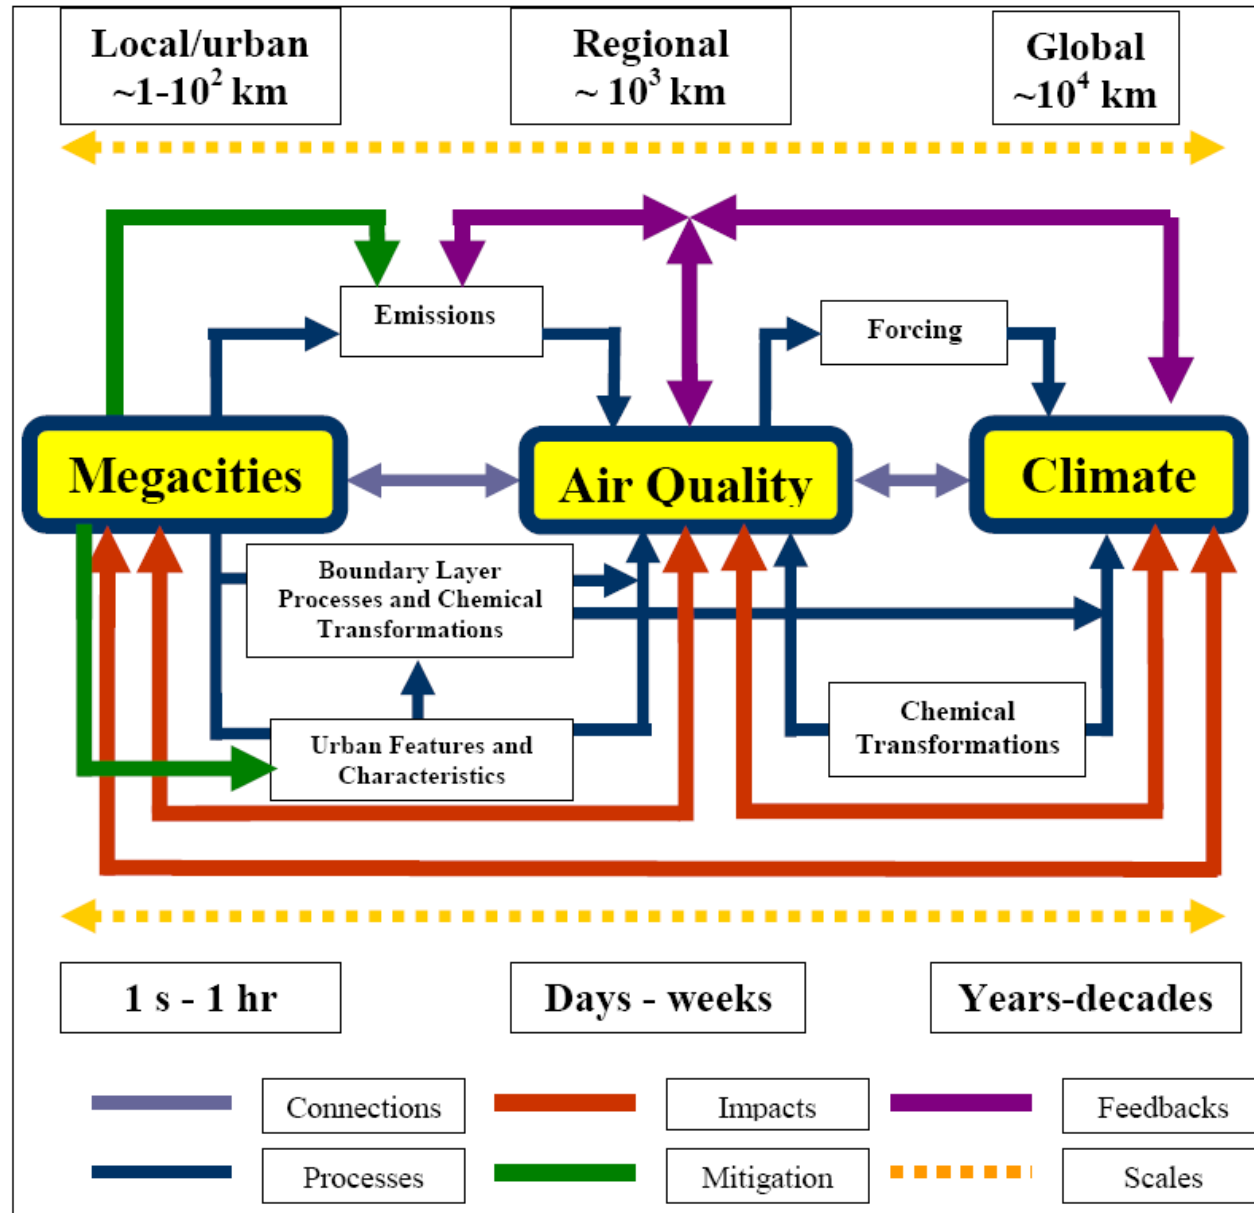 Local/urban
~1-10² km
Regional
~ 10³ km
Global
~10⁴ km
Emissions
Forcing
Megacities
Air Quality
Climate
Boundary Layer
Processes and Chemical
Transformations
Urban Features and
Characteristics
Chemical
Transformations
1 s - 1 hr
Days - weeks
Years-decades
Connections
Impacts
Feedbacks
Processes
Mitigation
Scales